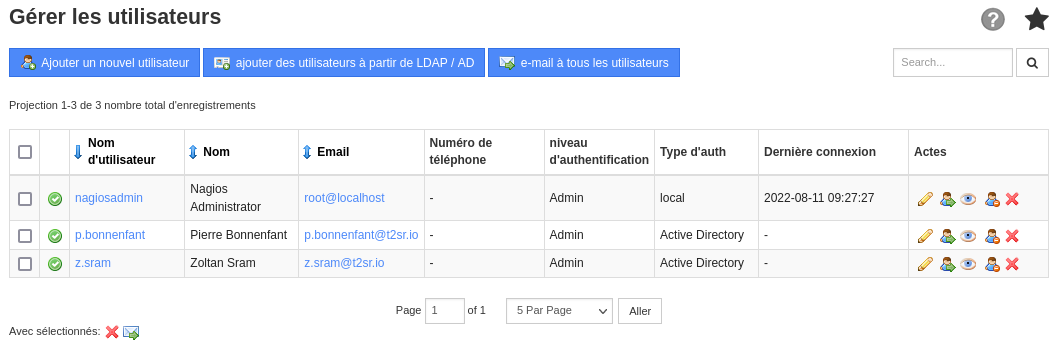 Gérer les utilisateurs
?
Ajouter un nouvel utilisateur ajouter des utilisateurs à partir de LDAP / AD e-mail à tous les utilisateurs Search...
Projection 1-3 de 3 nombre total d'enregistrements
Nom d'utilisateur Nom Email Numéro de téléphone niveau d'authentification Type d'auth Dernière connexion Actes
nagiosadmin Nagios Administrator root@localhost - Admin local 2022-08-11 09:27:27
p.bonnenfant Pierre Bonnenfant p.bonnenfant@t2sr.io - Admin Active Directory -
z.sram Zoltan Sram z.sram@t2sr.io - Admin Active Directory -
Page 1 of 1 5 Par Page Aller
Avec sélectionnés: